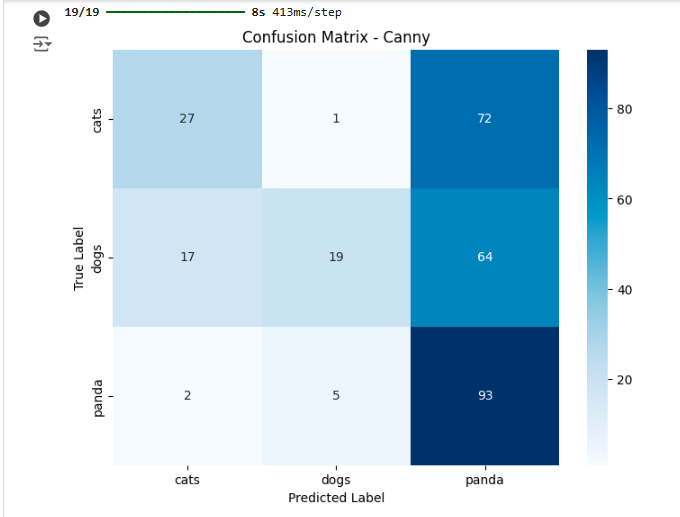 19/19 ━━━━━━━━━━━━━━━━━━━━ 8s 413ms/step
Confusion Matrix - Canny
cats 27 1 72
dogs 17 19 64
panda 2 5 93
True Label
cats dogs panda
Predicted Label
80
60
40
20